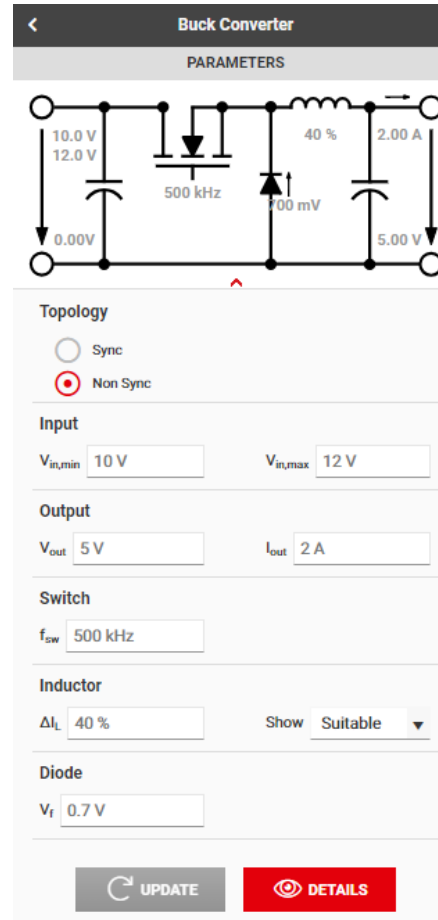 Buck Converter
PARAMETERS
10.0 V
12.0 V
40 %
2.00 A
500 kHz
700 mV
0.00V
5.00 V
Topology
Sync
Non Sync
Input
Vin,min 10 V Vin,max 12 V
Output
Vout 5 V Iout 2 A
Switch
fsw 500 kHz
Inductor
ΔIL 40 % Show Suitable
Diode
Vf 0.7 V
UPDATE DETAILS